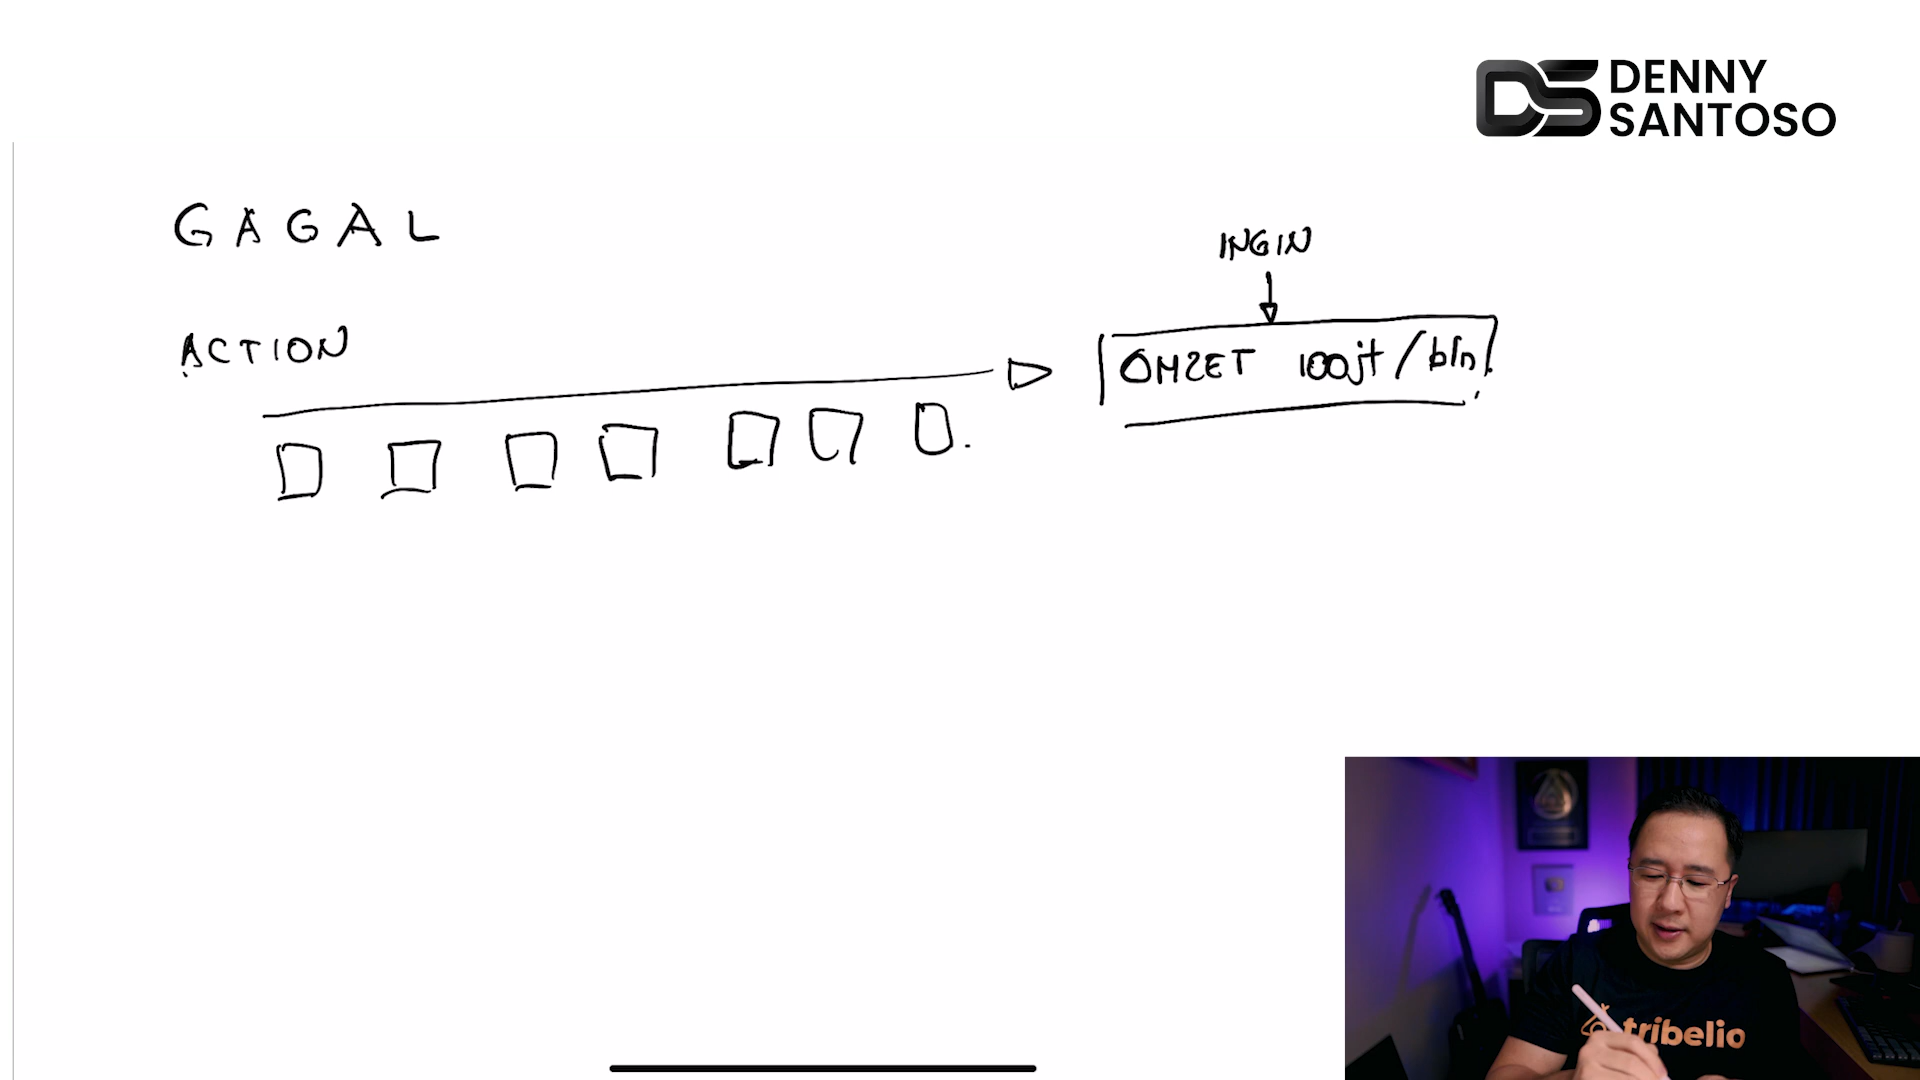 DENNY
SANTOSO
GAGAL
INGIN
ACTION
OMZET 100jt/bln
tribelio